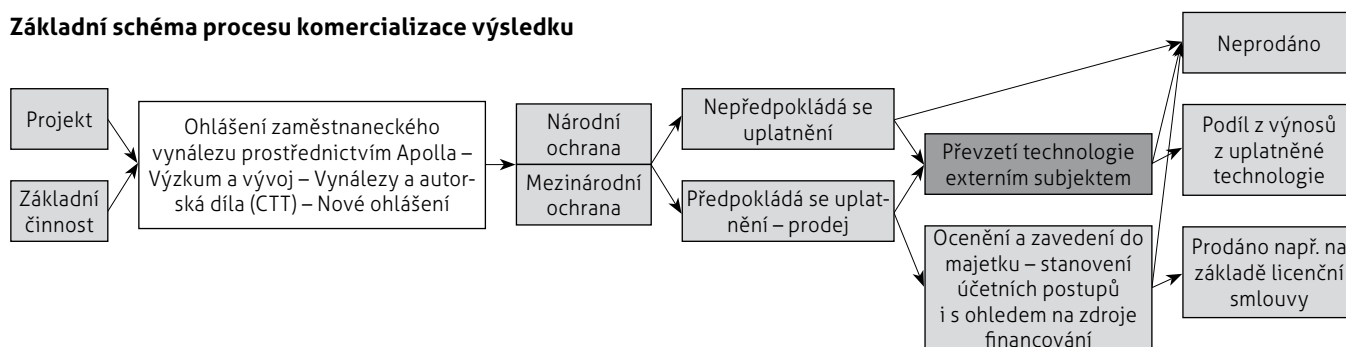 Základní schéma procesu komercializace výsledku
Projekt
Základní
činnost
Ohlášení zaměstnaneckého
vynálezu prostřednictvím Apolla –
Výzkum a vývoj – Vynálezy a autor-
ská díla (CTT) – Nové ohlášení
Národní
ochrana
Mezinárodní
ochrana
Nepředpokládá se
uplatnění
Předpokládá se uplat-
nění – prodej
Převzetí technologie
externím subjektem
Ocenění a zavedení do
majetku – stanovení
účetních postupů
i s ohledem na zdroje
financování
Neprodáno
Podíl z výnosů
z uplatněné
technologie
Prodáno např. na
základě licenční
smlouvy